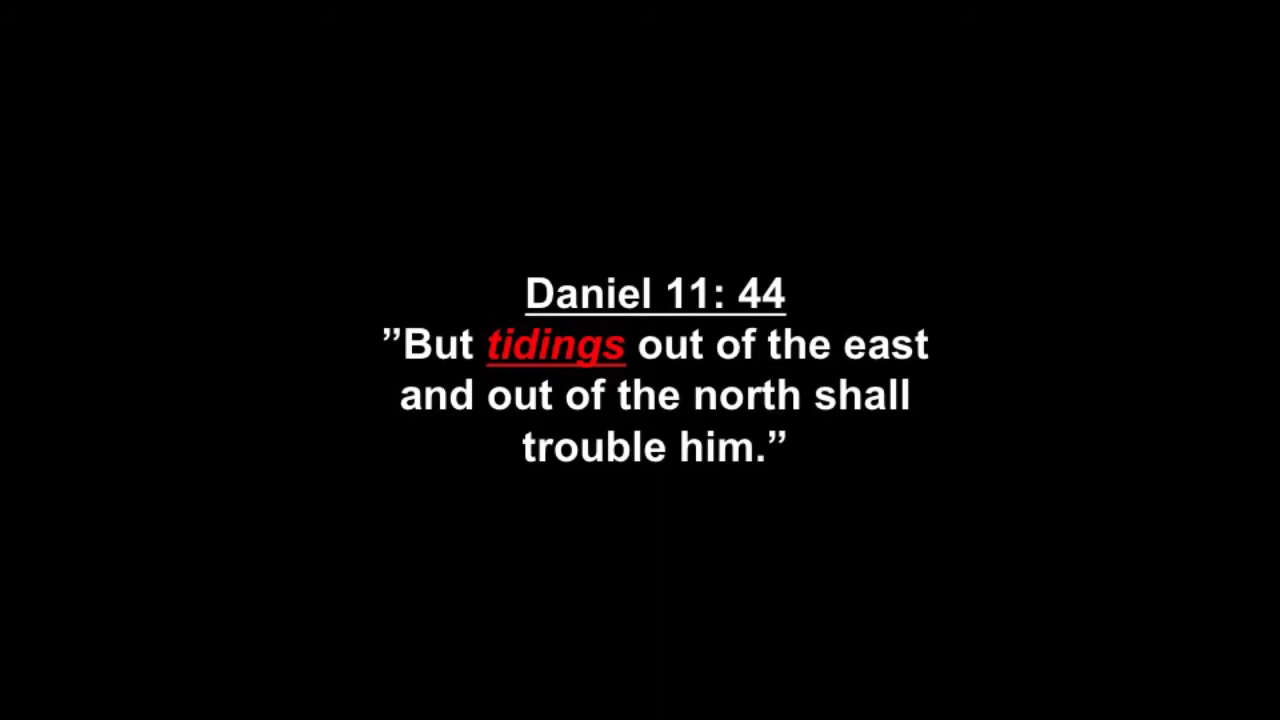 Daniel 11: 44
”But tidings out of the east
and out of the north shall
trouble him.”